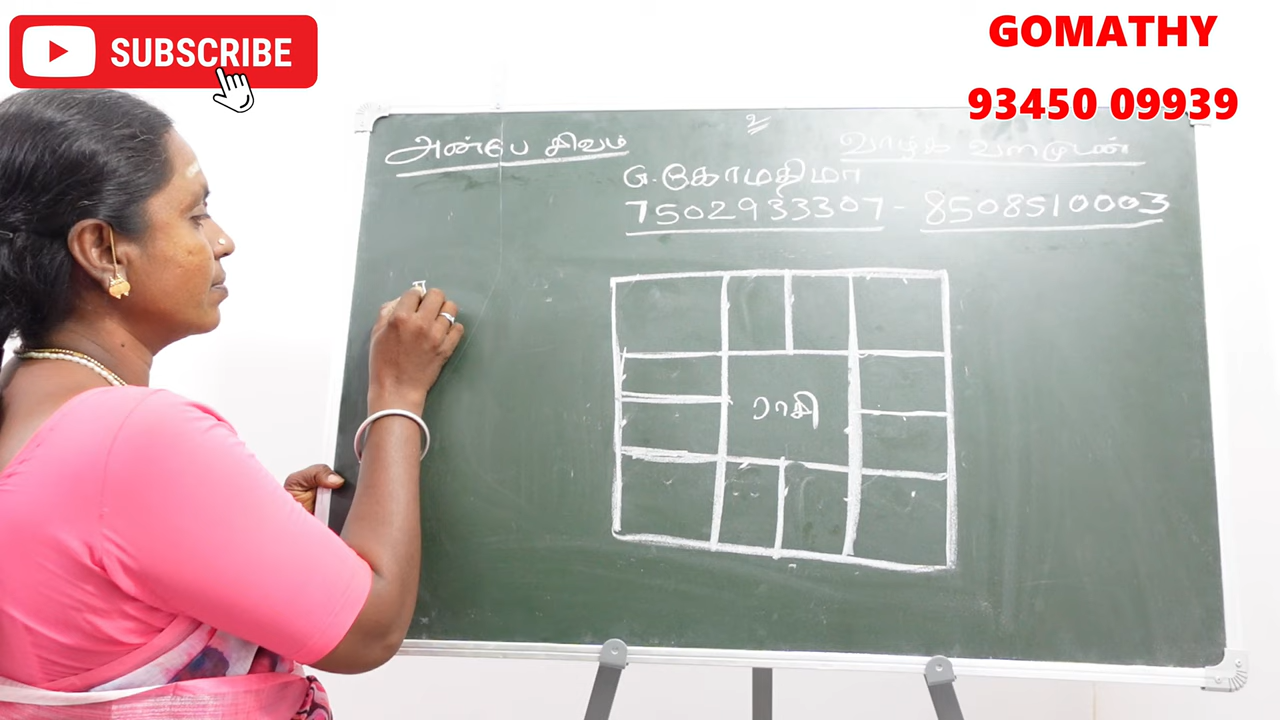 SUBSCRIBE
GOMATHY
93450 09939
உ
அன்பே சிவம்
வாழ்க வளமுடன்
G.கோமதிமா
7502933307 - 8508510003
ராசி